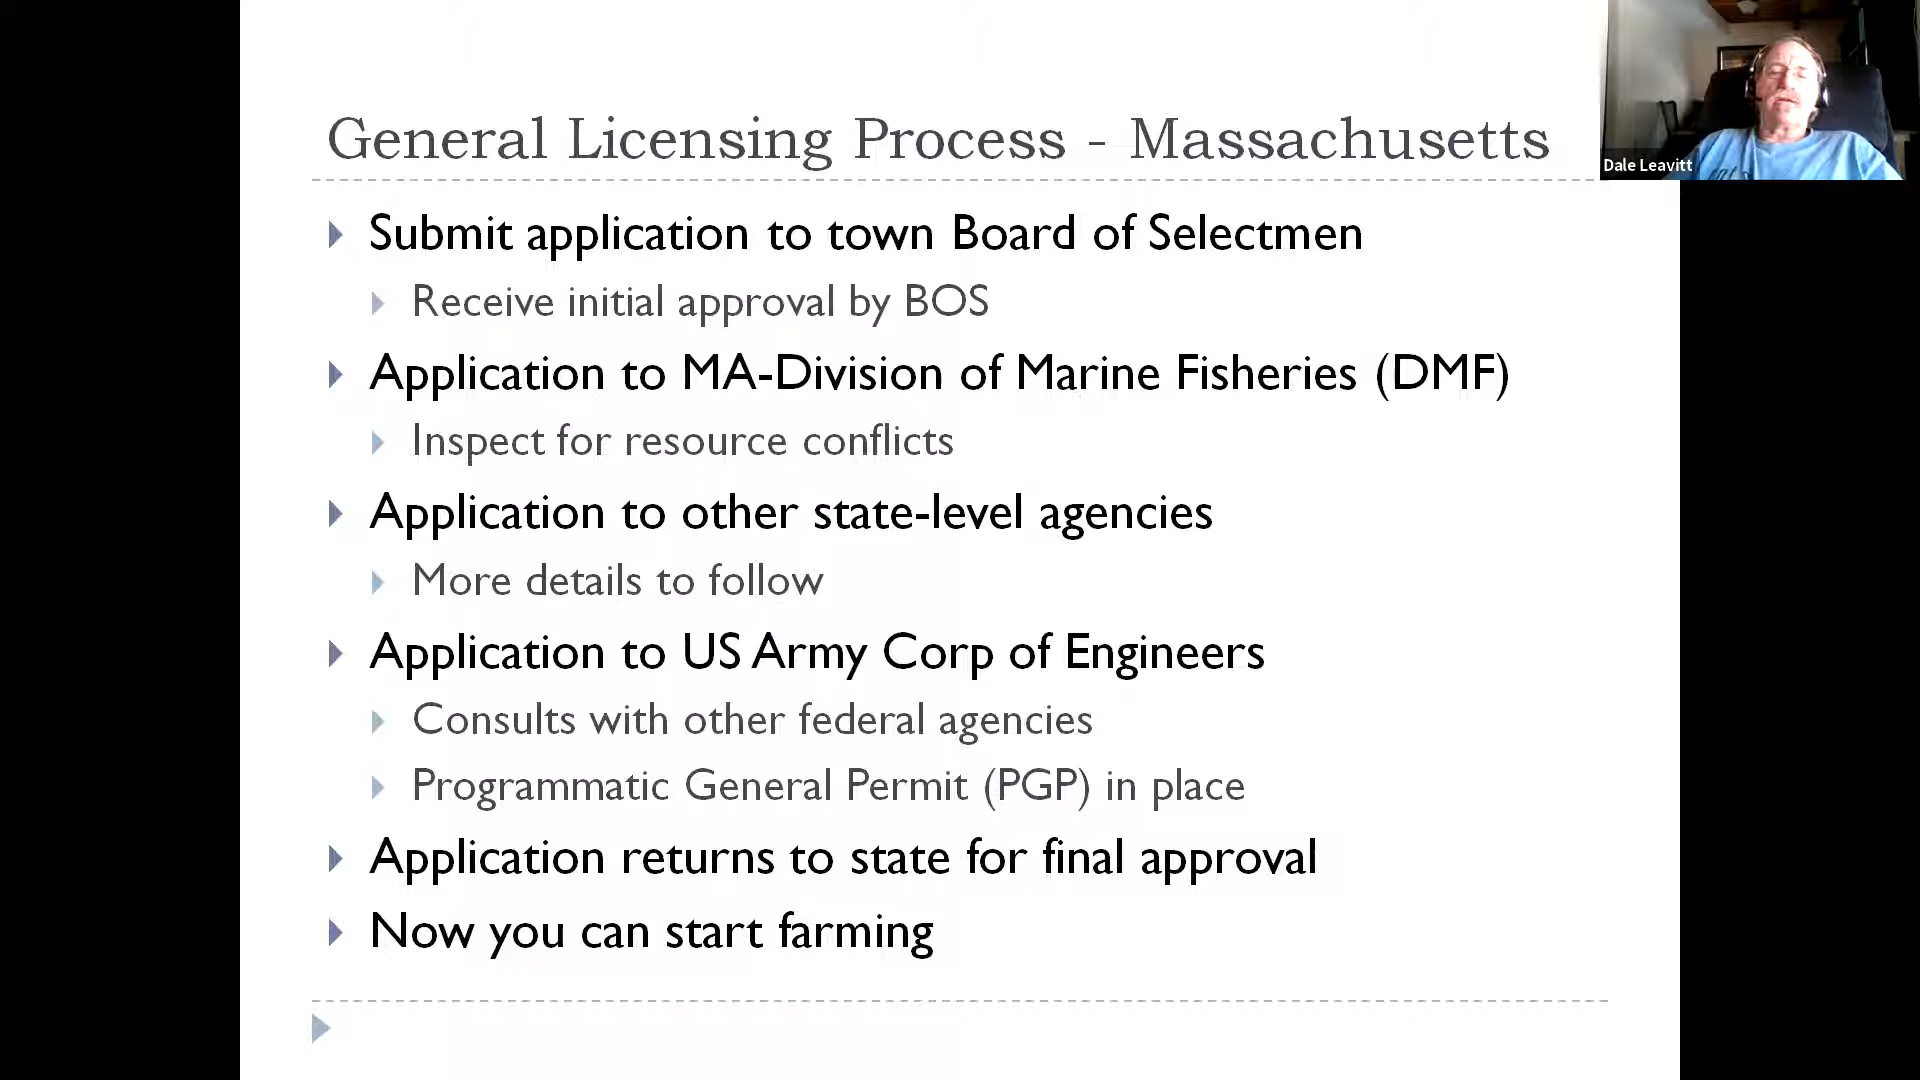 General Licensing Process - Massachusetts
Dale Leavitt
Submit application to town Board of Selectmen
Receive initial approval by BOS
Application to MA-Division of Marine Fisheries (DMF)
Inspect for resource conflicts
Application to other state-level agencies
More details to follow
Application to US Army Corp of Engineers
Consults with other federal agencies
Programmatic General Permit (PGP) in place
Application returns to state for final approval
Now you can start farming